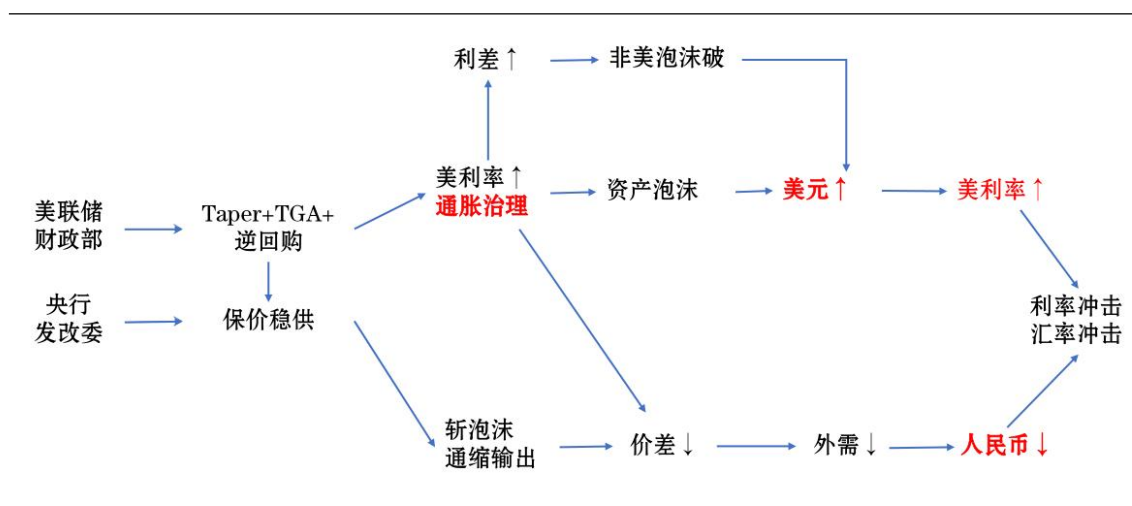 利差↑
非美泡沫破
美利率↑
通胀治理
资产泡沫
美元↑
美利率↑
美联储
财政部
Taper+TGA+
逆回购
央行
发改委
保价稳供
利率冲击
汇率冲击
斩泡沫
通缩输出
价差↓
外需↓
人民币↓